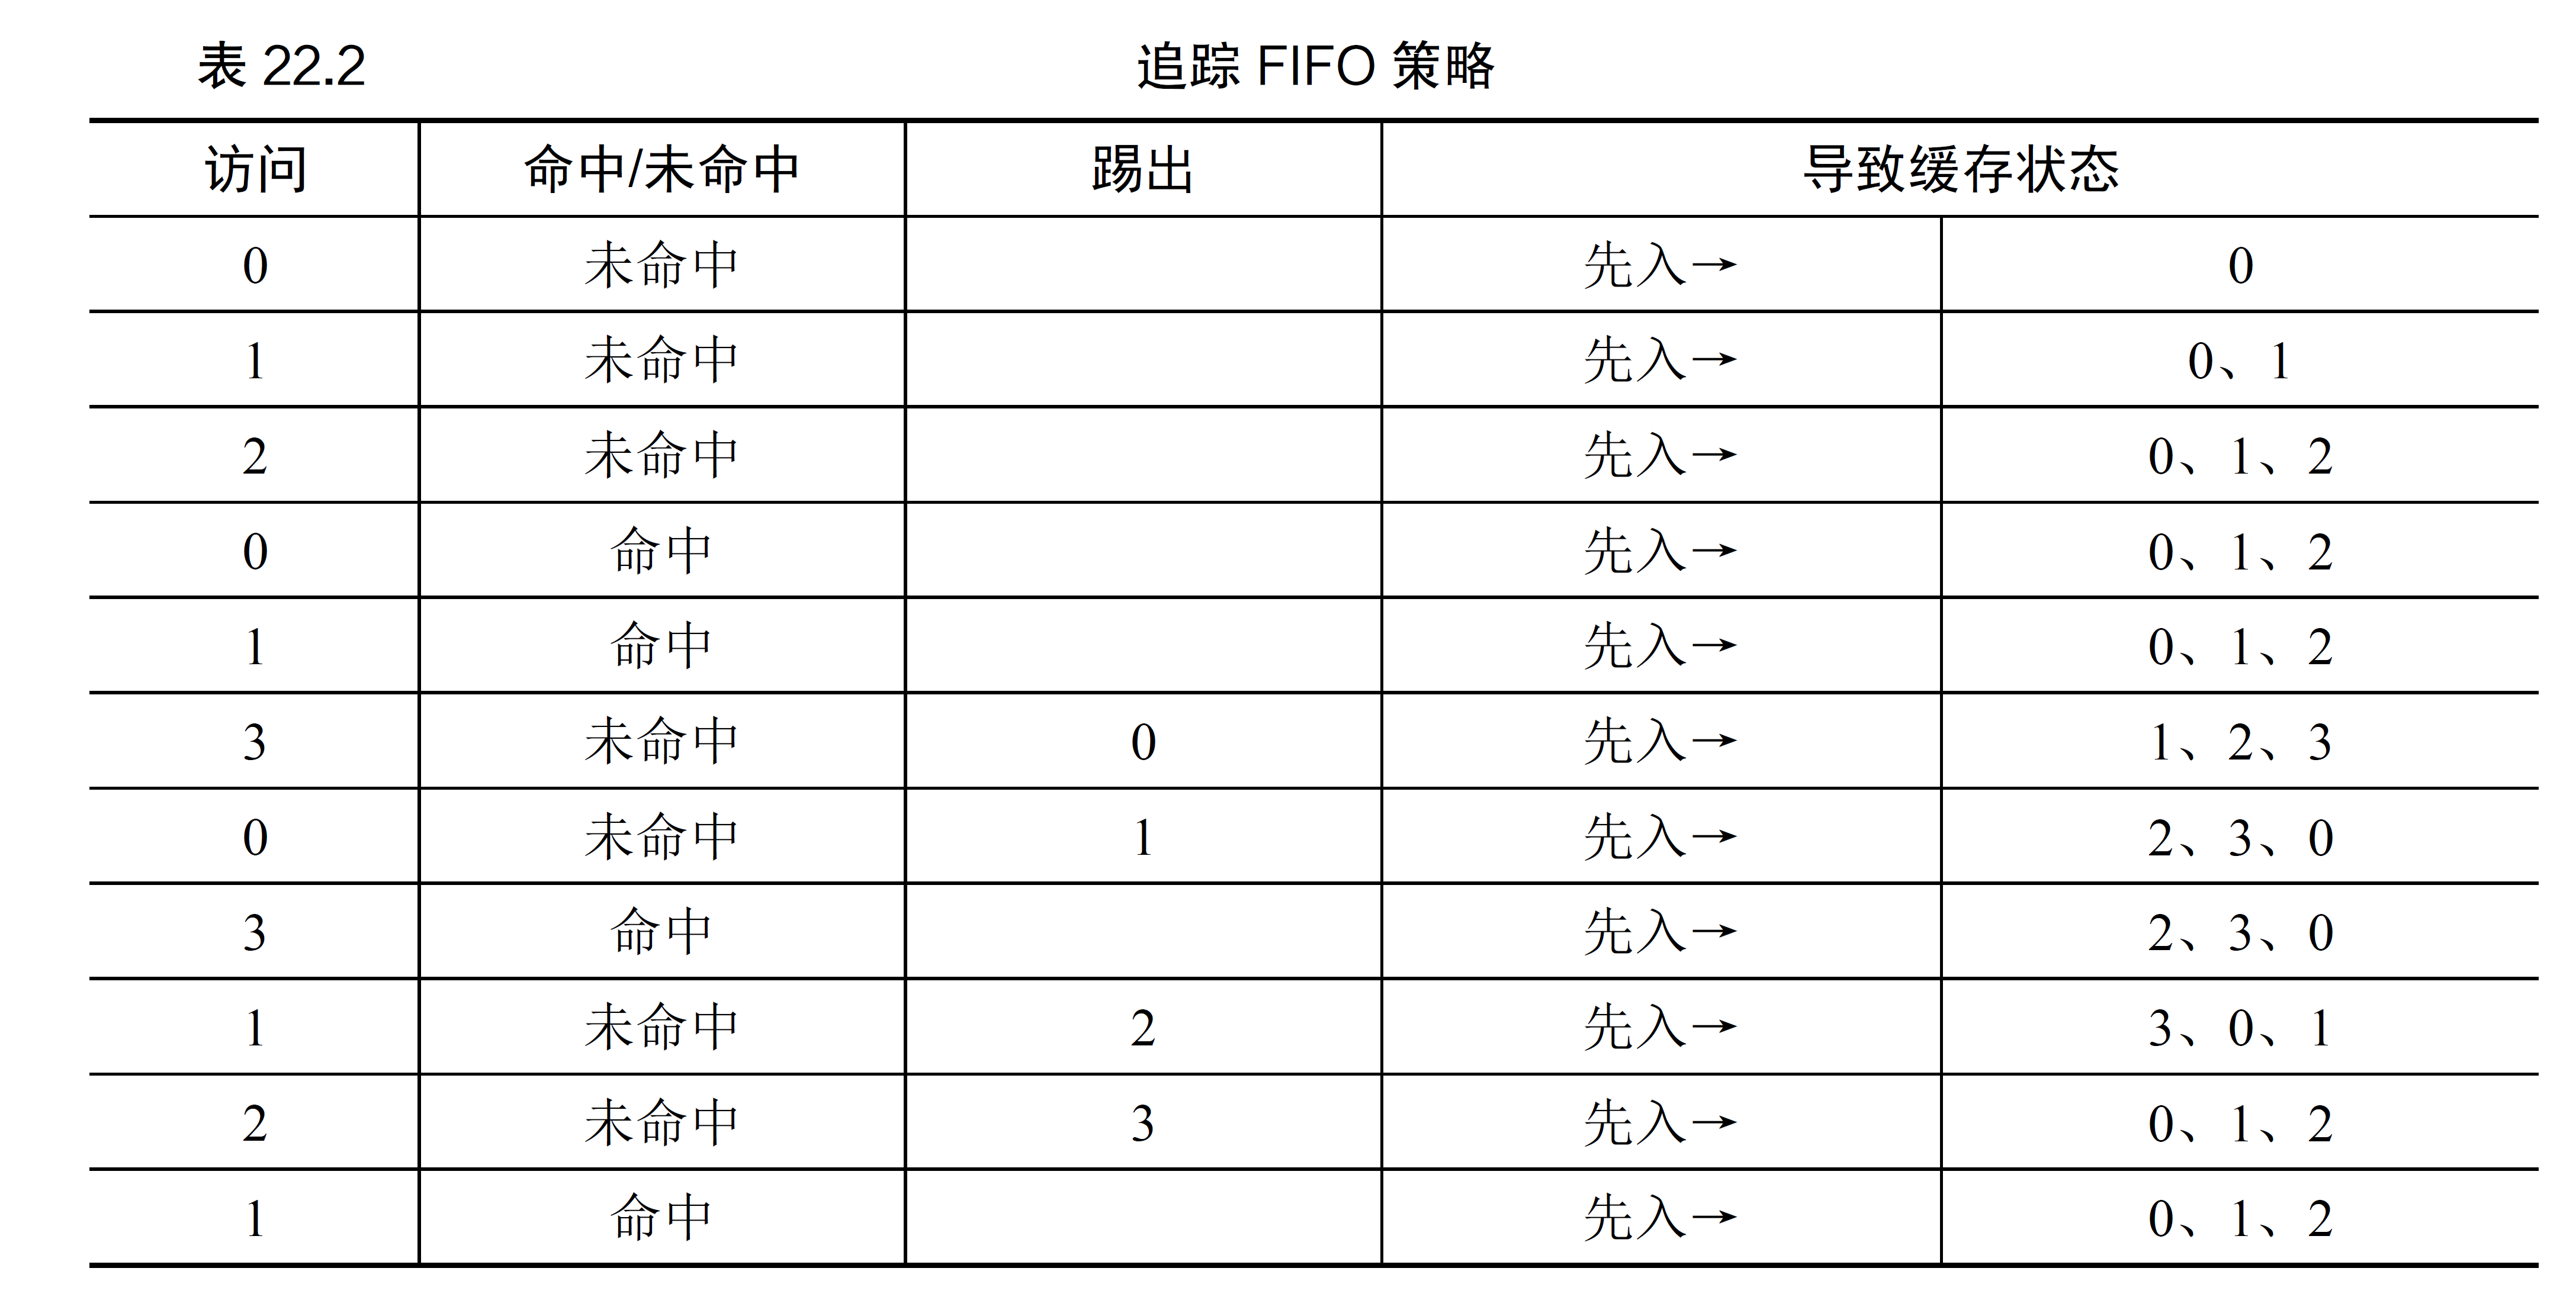 表 22.2 追踪 FIFO 策略
访问 命中/未命中 踢出 导致缓存状态
0 未命中 先入→ 0
1 未命中 先入→ 0、1
2 未命中 先入→ 0、1、2
0 命中 先入→ 0、1、2
1 命中 先入→ 0、1、2
3 未命中 0 先入→ 1、2、3
0 未命中 1 先入→ 2、3、0
3 命中 先入→ 2、3、0
1 未命中 2 先入→ 3、0、1
2 未命中 3 先入→ 0、1、2
1 命中 先入→ 0、1、2